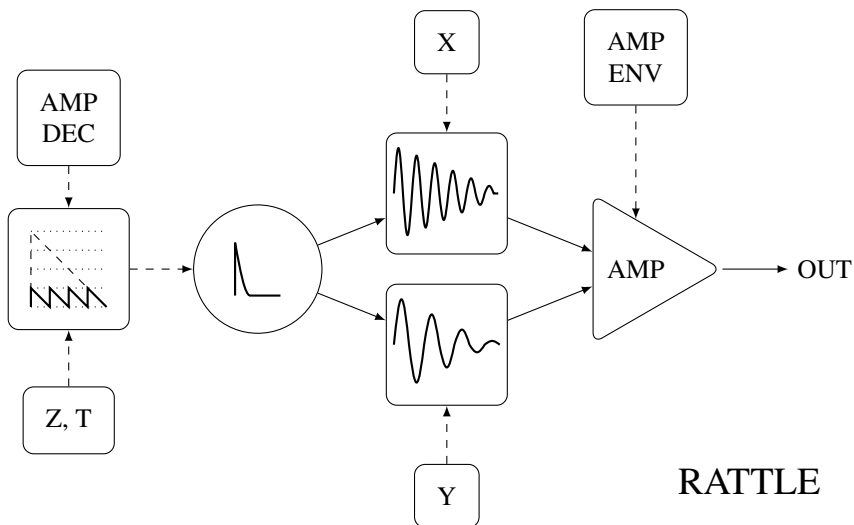 X
AMP
ENV
AMP
DEC
AMP
OUT
Z, T
Y
RATTLE